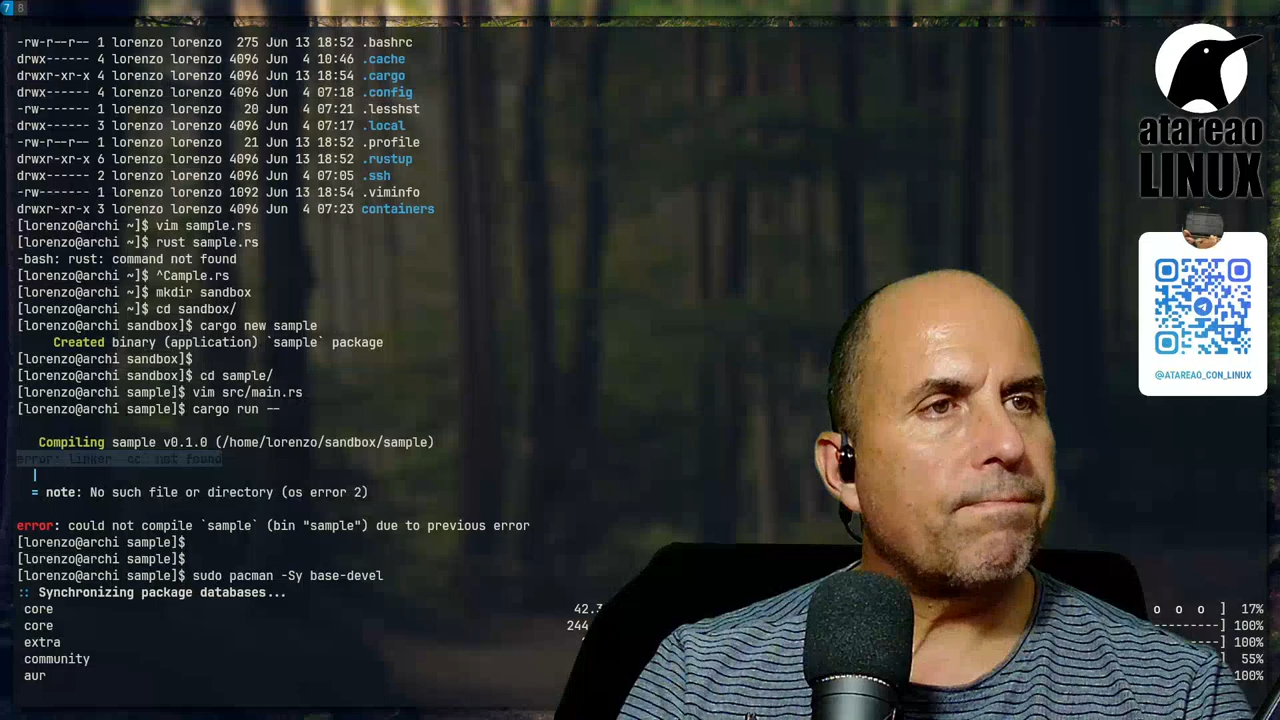 7 8
-rw-r--r-- 1 lorenzo lorenzo  275 Jun 13 18:52 .bashrc
drwx------ 4 lorenzo lorenzo 4096 Jun  4 10:46 .cache
drwxr-xr-x 4 lorenzo lorenzo 4096 Jun 13 18:54 .cargo
drwx------ 4 lorenzo lorenzo 4096 Jun  4 07:18 .config
-rw------- 1 lorenzo lorenzo   20 Jun  4 07:21 .lesshst
drwx------ 3 lorenzo lorenzo 4096 Jun  4 07:17 .local
-rw-r--r-- 1 lorenzo lorenzo   21 Jun 13 18:52 .profile
drwxr-xr-x 6 lorenzo lorenzo 4096 Jun 13 18:52 .rustup
drwx------ 2 lorenzo lorenzo 4096 Jun  4 07:05 .ssh
-rw------- 1 lorenzo lorenzo 1092 Jun 13 18:54 .viminfo
drwxr-xr-x 3 lorenzo lorenzo 4096 Jun  4 07:23 containers
[lorenzo@archi ~]$ vim sample.rs
[lorenzo@archi ~]$ rust sample.rs
-bash: rust: command not found
[lorenzo@archi ~]$ ^Cample.rs
[lorenzo@archi ~]$ mkdir sandbox
[lorenzo@archi ~]$ cd sandbox/
[lorenzo@archi sandbox]$ cargo new sample
     Created binary (application) `sample` package
[lorenzo@archi sandbox]$
[lorenzo@archi sandbox]$ cd sample/
[lorenzo@archi sample]$ vim src/main.rs
[lorenzo@archi sample]$ cargo run --
   Compiling sample v0.1.0 (/home/lorenzo/sandbox/sample)
error: linker `cc` not found
  |
  = note: No such file or directory (os error 2)
error: could not compile `sample` (bin "sample") due to previous error
[lorenzo@archi sample]$
[lorenzo@archi sample]$
[lorenzo@archi sample]$ sudo pacman -Sy base-devel
:: Synchronizing package databases...
 core 42.3 o  o  o ] 17%
 core 244 ---------] 100%
 extra -----] 100%
 community ----] 55%
 aur 100%
atareao
LINUX
@ATAREAO_CON_LINUX